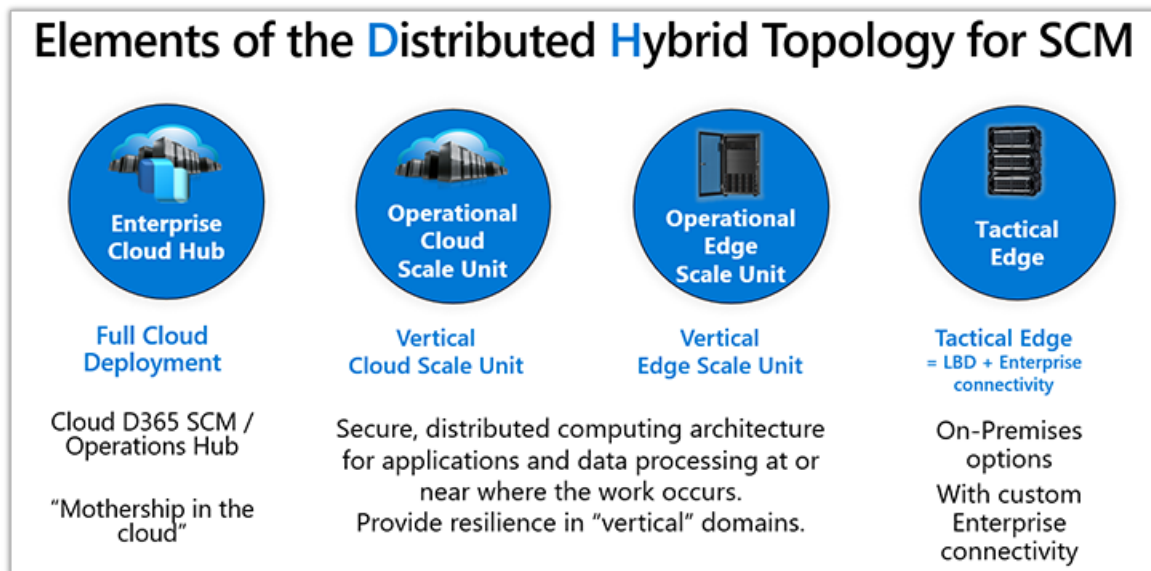 Elements of the Distributed Hybrid Topology for SCM
Enterprise
Cloud Hub
Operational
Cloud
Scale Unit
Operational
Edge
Scale Unit
Tactical
Edge
Full Cloud
Deployment
Vertical
Cloud Scale Unit
Vertical
Edge Scale Unit
Tactical Edge
= LBD + Enterprise
connectivity
Cloud D365 SCM /
Operations Hub
“Mothership in the
cloud”
Secure, distributed computing architecture
for applications and data processing at or
near where the work occurs.
Provide resilience in “vertical” domains.
On-Premises
options
With custom
Enterprise
connectivity